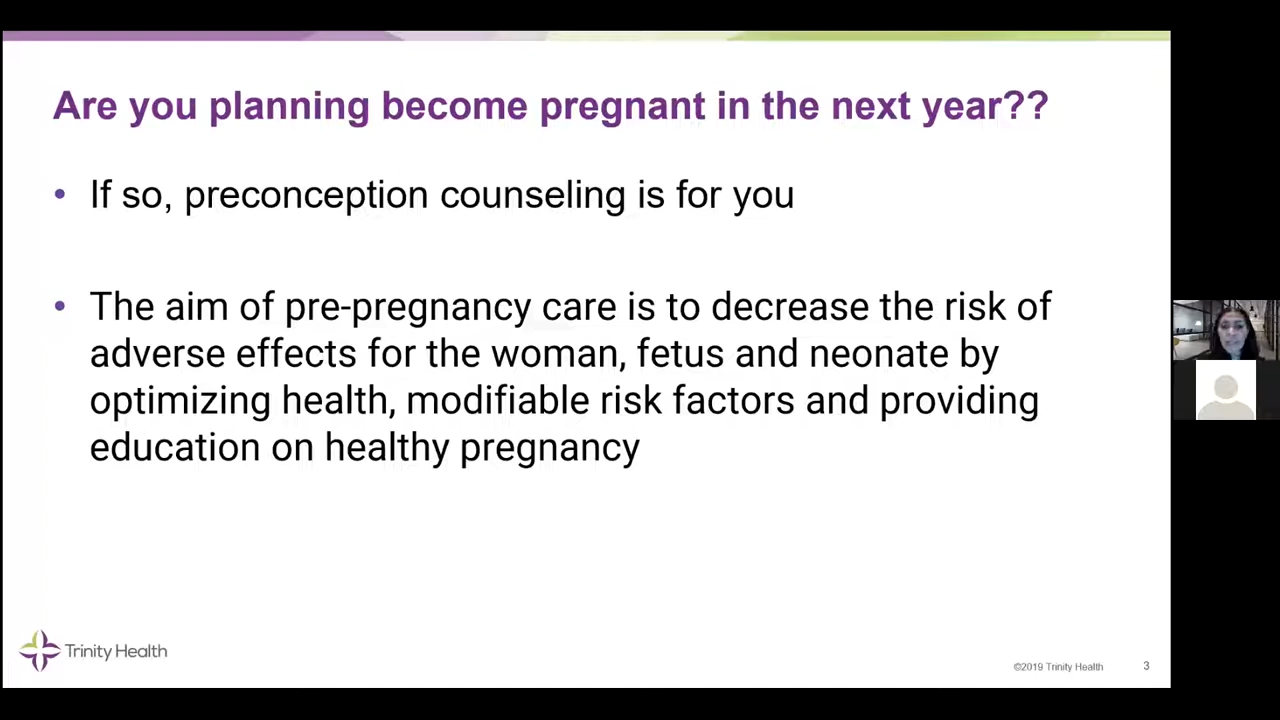 Are you planning become pregnant in the next year??
• If so, preconception counseling is for you
• The aim of pre-pregnancy care is to decrease the risk of
adverse effects for the woman, fetus and neonate by
optimizing health, modifiable risk factors and providing
education on healthy pregnancy
Trinity Health
©2019 Trinity Health
3